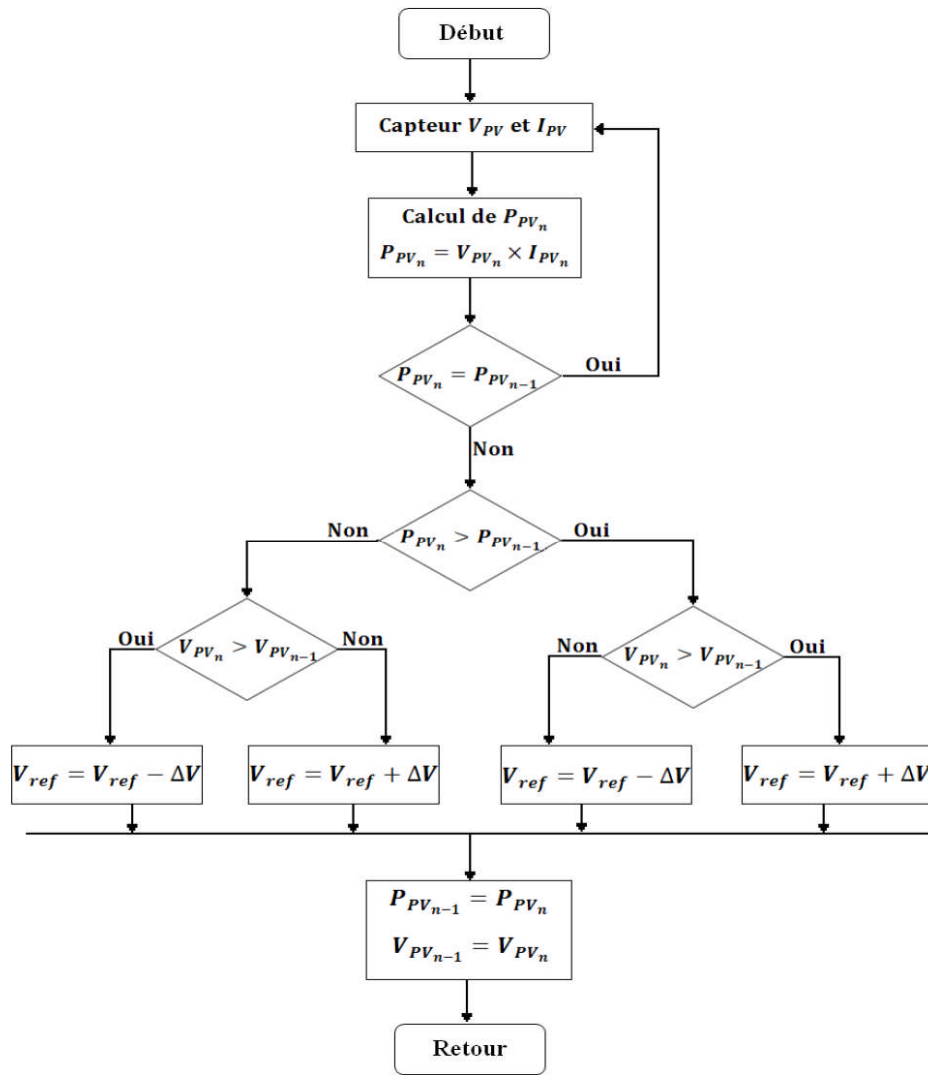 Début
Capteur V_PV et I_PV
Calcul de P_PV_n
P_PV_n = V_PV_n × I_PV_n
P_PV_n = P_PV_n−1
Oui
Non
Non
P_PV_n > P_PV_n−1
Oui
Oui
V_PV_n > V_PV_n−1
Non
Non
V_PV_n > V_PV_n−1
Oui
V_ref = V_ref − ΔV
V_ref = V_ref + ΔV
V_ref = V_ref − ΔV
V_ref = V_ref + ΔV
P_PV_n−1 = P_PV_n
V_PV_n−1 = V_PV_n
Retour